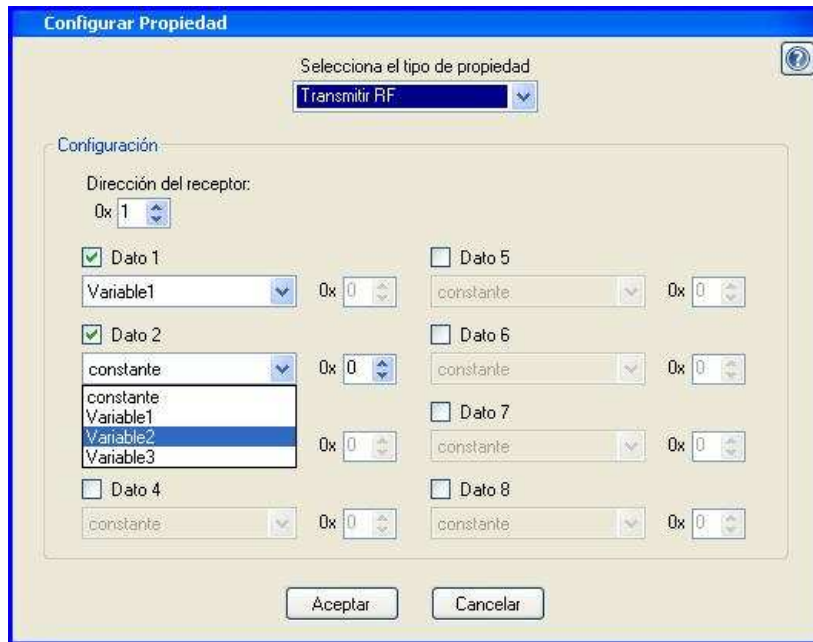 Configurar Propiedad
Selecciona el tipo de propiedad
Transmitir RF
Configuración
Dirección del receptor:
0x 1
Dato 1
Variable1 0x 0
Dato 5
constante 0x 0
Dato 2
constante 0x 0
Dato 6
constante 0x 0
constante
Variable1
Variable2
Variable3
0x 0
Dato 7
constante 0x 0
Dato 4
constante 0x 0
Dato 8
constante 0x 0
Aceptar
Cancelar